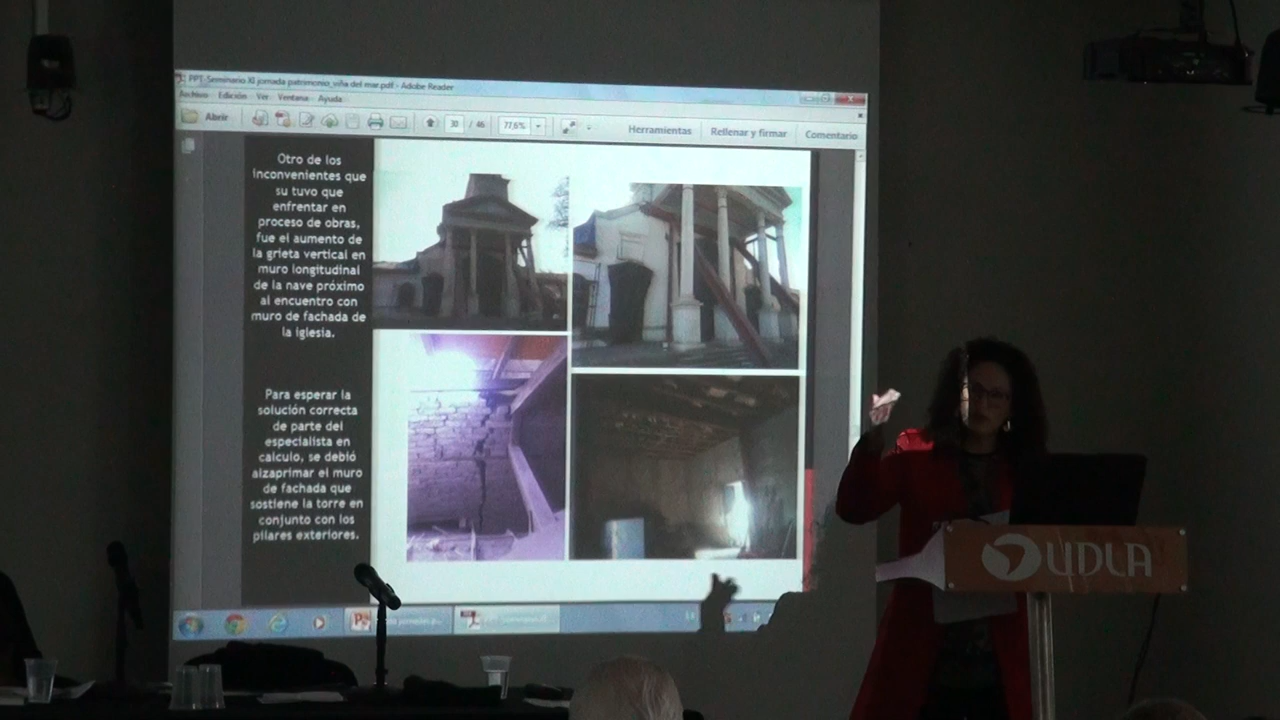 PPT-Seminario XI jornada patrimonio_viña del mar.pdf - Adobe Reader
Archivo Edición Ver Ventana Ayuda
Abrir
30 / 46
77,6%
Herramientas
Rellenar y firmar
Comentario
Otro de los
inconvenientes que
su tuvo que
enfrentar en
proceso de obras,
fue el aumento de
la grieta vertical en
muro longitudinal
de la nave próximo
al encuentro con
muro de fachada de
la iglesia.
Para esperar la
solución correcta
de parte del
especialista en
calculo, se debió
alzaprimar el muro
de fachada que
sostiene la torre en
conjunto con los
pilares exteriores.
UDLA